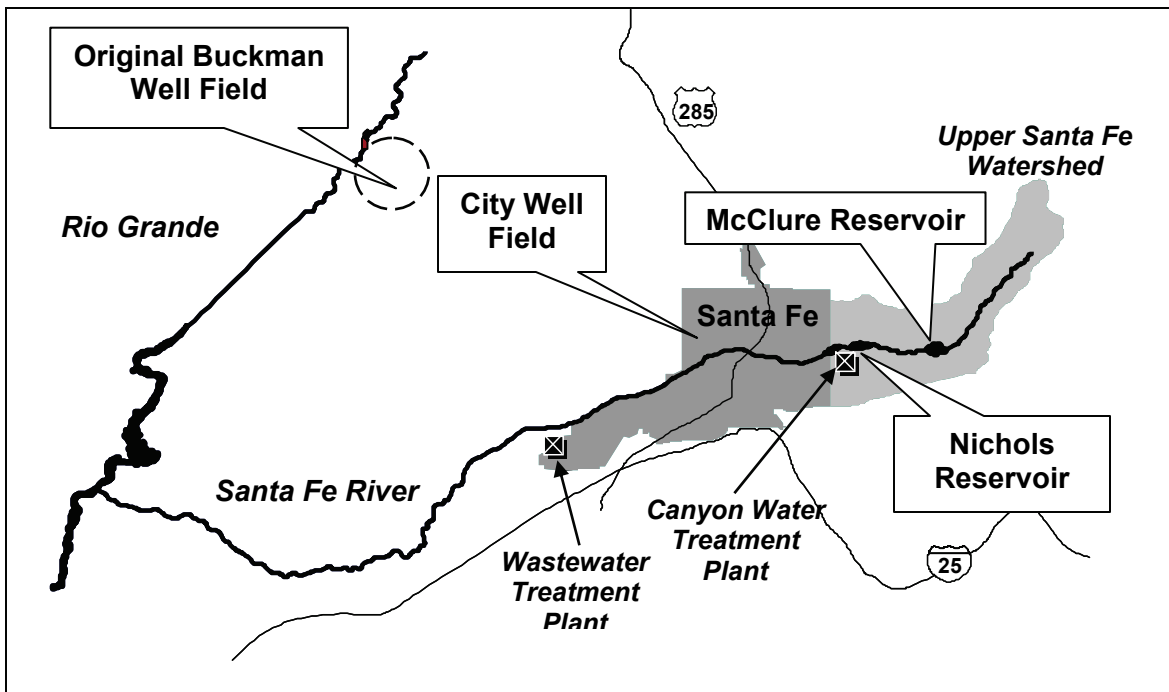 Original Buckman
Well Field
285
Upper Santa Fe
Watershed
City Well
Field
McClure Reservoir
Rio Grande
Santa Fe
Nichols
Reservoir
Santa Fe River
Canyon Water
Treatment
Plant
Wastewater
Treatment
Plant
25